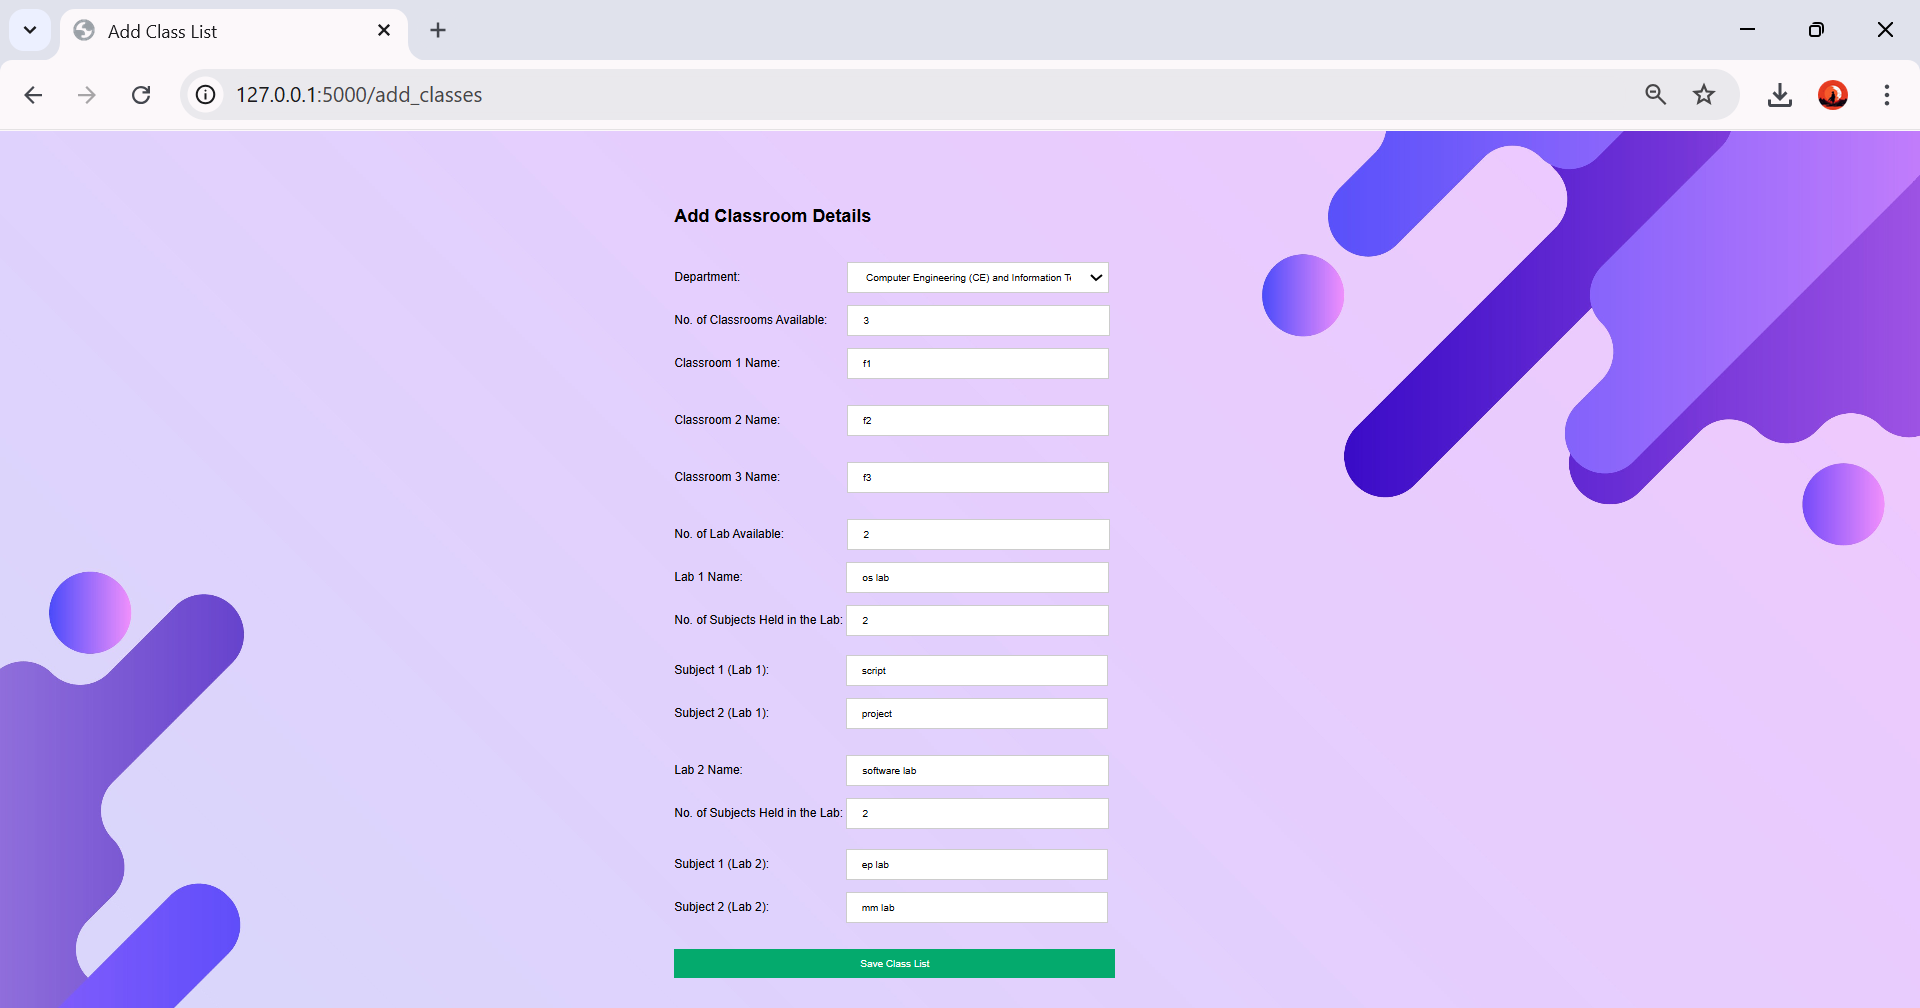 Add Class List
127.0.0.1:5000/add_classes
Add Classroom Details
Department: Computer Engineering (CE) and Information
No. of Classrooms Available: 3
Classroom 1 Name: f1
Classroom 2 Name: f2
Classroom 3 Name: f3
No. of Lab Available: 2
Lab 1 Name: os lab
No. of Subjects Held in the Lab: 2
Subject 1 (Lab 1): script
Subject 2 (Lab 1): project
Lab 2 Name: software lab
No. of Subjects Held in the Lab: 2
Subject 1 (Lab 2): ep lab
Subject 2 (Lab 2): mm lab
Save Class List